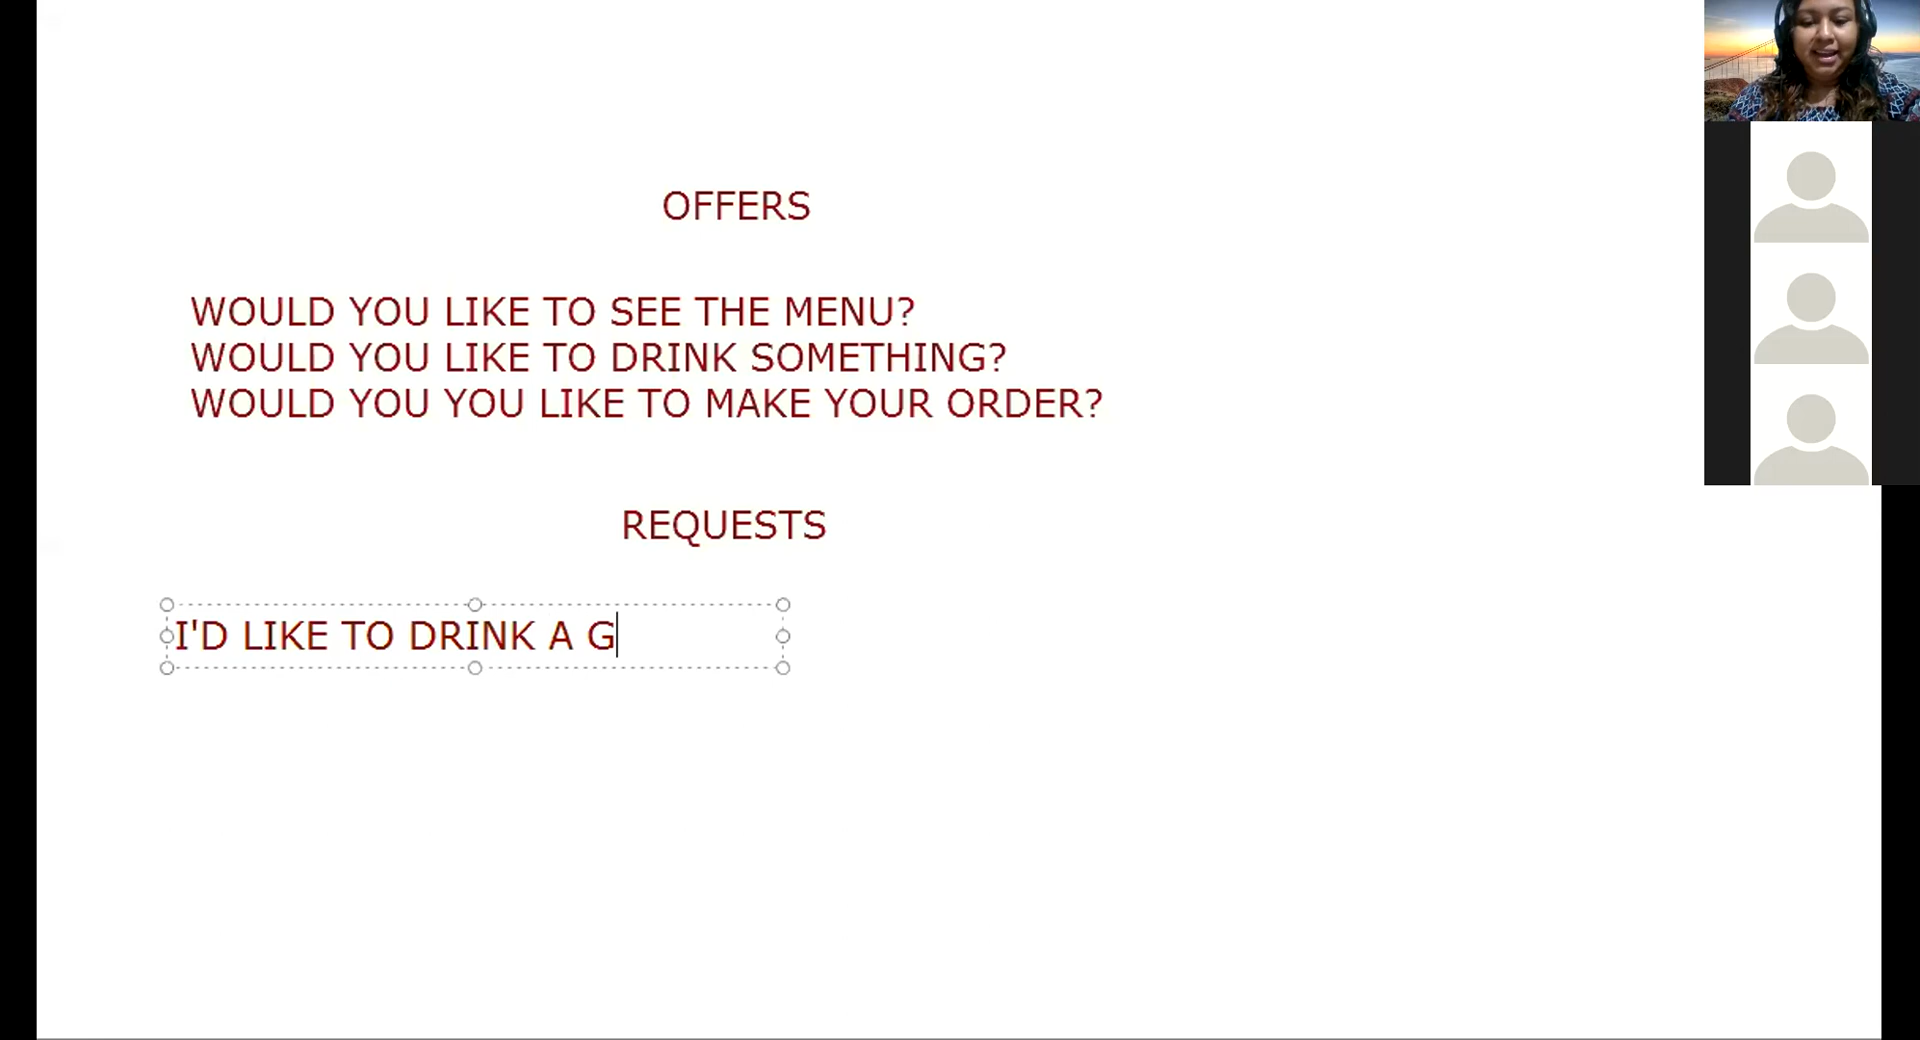 OFFERS
WOULD YOU LIKE TO SEE THE MENU?
WOULD YOU LIKE TO DRINK SOMETHING?
WOULD YOU YOU LIKE TO MAKE YOUR ORDER?
REQUESTS
I'D LIKE TO DRINK A G